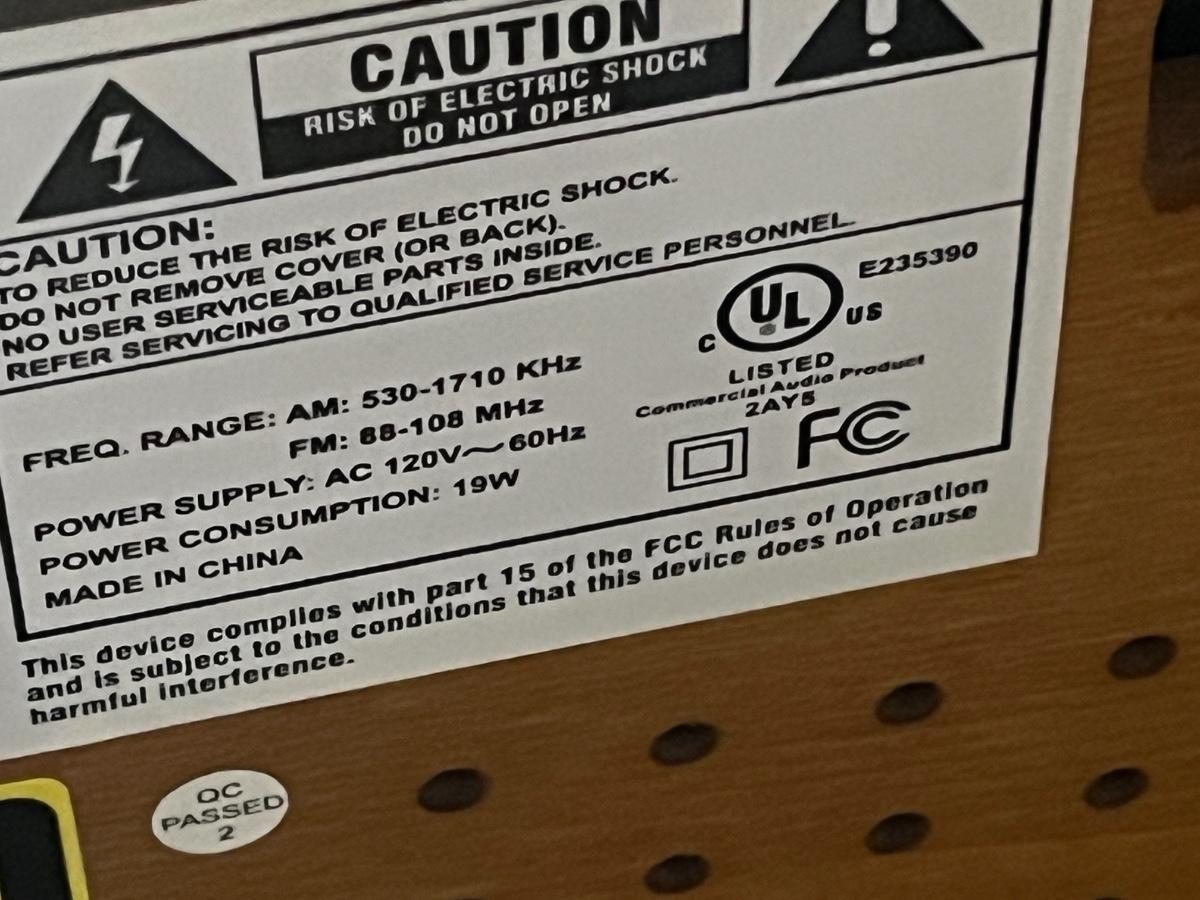 CAUTION
RISK OF ELECTRIC SHOCK
DO NOT OPEN
CAUTION:
TO REDUCE THE RISK OF ELECTRIC SHOCK.
DO NOT REMOVE COVER (OR BACK).
NO USER SERVICEABLE PARTS INSIDE.
REFER SERVICING TO QUALIFIED SERVICE PERSONNEL.
FREQ. RANGE: AM: 530-1710 KHz
FM: 88-108 MHz
POWER SUPPLY: AC 120V～60Hz
POWER CONSUMPTION: 19W
MADE IN CHINA
E235390
C UL US
LISTED
Commercial Audio Product
2AY5
FC
This device complies with part 15 of the FCC Rules of Operation
and is subject to the conditions that this device does not cause
harmful interference.
QC
PASSED
2